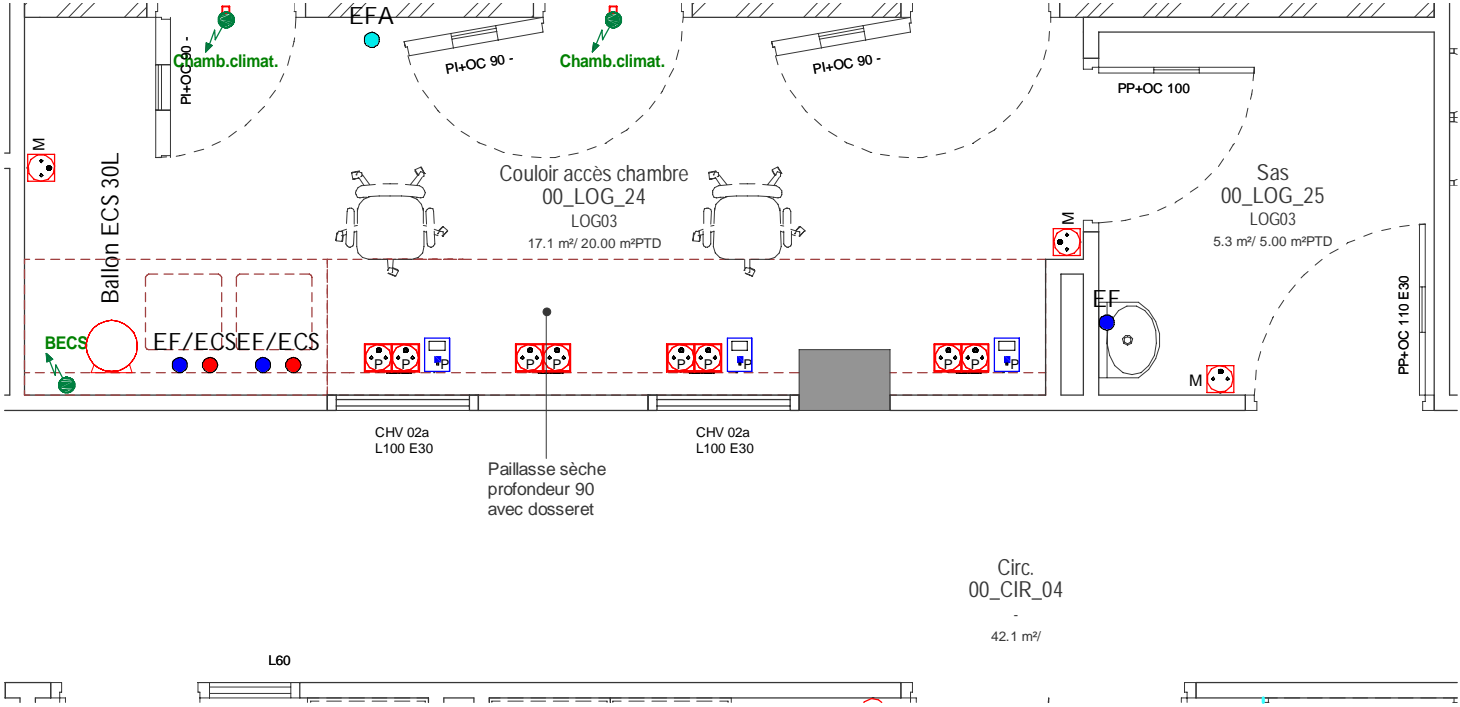 EFA
Chamb.climat.
PI+OC 90 -
PI+OC 90 -
Chamb.climat.
PI+OC 90 -
PP+OC 100
M
Ballon ECS 30L
Couloir accès chambre
00_LOG_24
LOG03
17.1 m²/ 20.00 m²PTD
M
Sas
00_LOG_25
LOG03
5.3 m²/ 5.00 m²PTD
PP+OC 110 E30
EF
BECS
EF/ECS
EF/ECS
P
P
P
P
P
P
P
P
P
P
P
M
CHV 02a
L100 E30
CHV 02a
L100 E30
Paillasse sèche
profondeur 90
avec dosseret
Circ.
00_CIR_04
-
42.1 m²/
L60